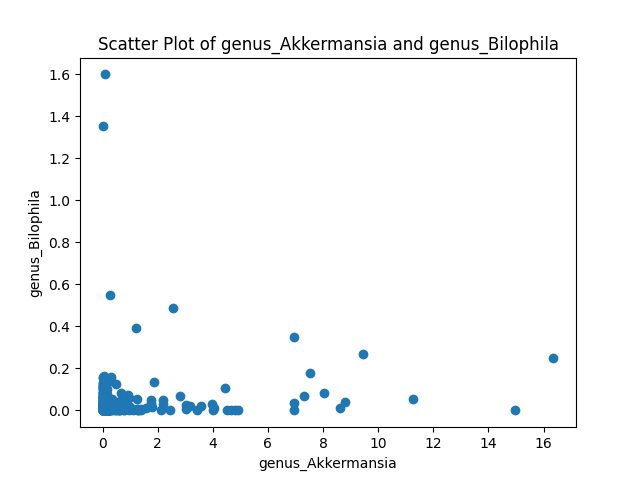 Scatter Plot of genus_Akkermansia and genus_Bilophila
1.6
1.4
1.2
1.0
0.8
0.6
0.4
0.2
0.0
genus_Bilophila
0 2 4 6 8 10 12 14 16
genus_Akkermansia